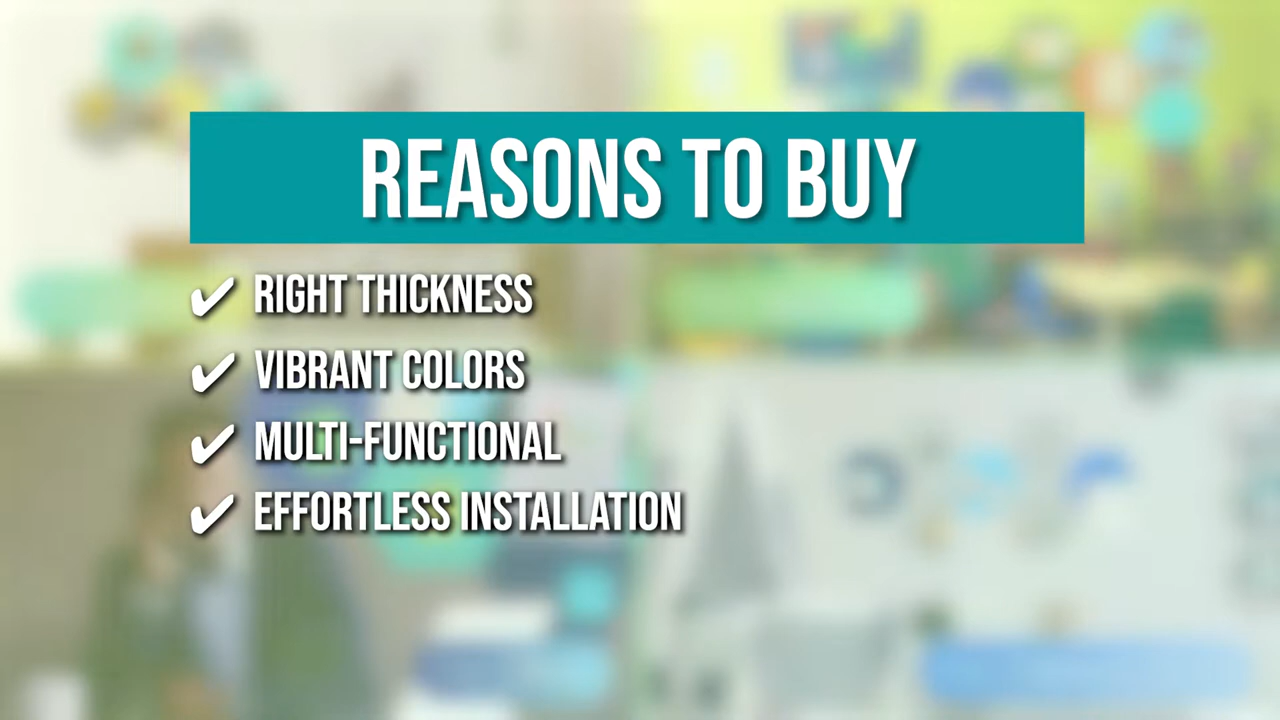 REASONS TO BUY
✔ RIGHT THICKNESS
✔ VIBRANT COLORS
✔ MULTI-FUNCTIONAL
✔ EFFORTLESS INSTALLATION